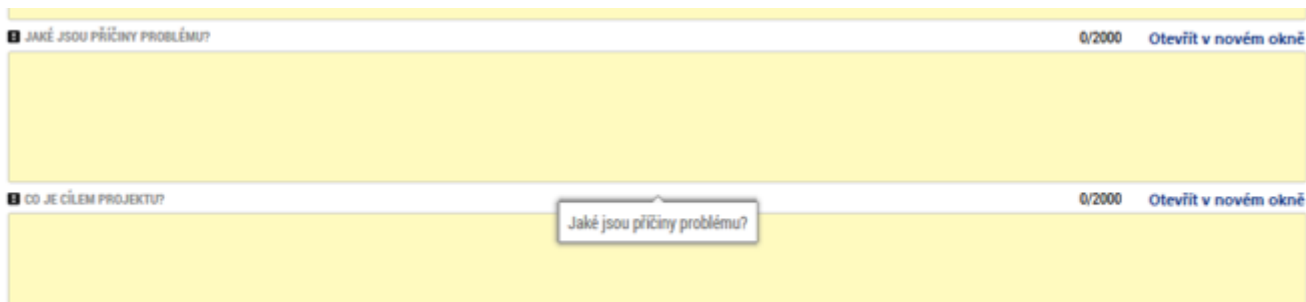 JAKÉ JSOU PŘÍČINY PROBLÉMU? 0/2000 Otevřít v novém okně
CO JE CÍLEM PROJEKTU? 0/2000 Otevřít v novém okně
Jaké jsou příčiny problému?